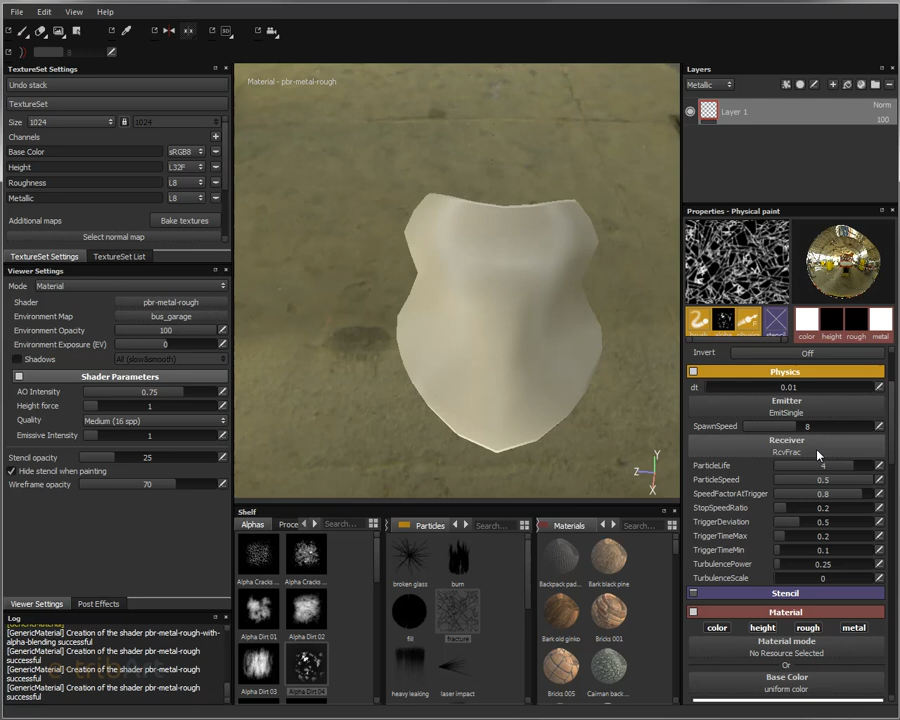 File Edit View Help
TextureSet Settings
Undo stack
TextureSet
Size 1024 1024
Channels
Base Color sRGB8
Height L32F
Roughness L8
Metallic L8
Additional maps Bake textures
Select normal map
TextureSet Settings TextureSet List
Viewer Settings
Mode Material
Shader pbr-metal-rough
Environment Map bus_garage
Environment Opacity 100
Environment Exposure (EV) 0
Shadows All (slow&smooth)
Shader Parameters
AO Intensity 0.75
Height force 1
Quality Medium (16 spp)
Emissive Intensity 1
Stencil opacity 25
Hide stencil when painting
Wireframe opacity 70
Viewer Settings Post Effects
Log
[GenericMaterial] Creation of the shader pbr-metal-rough-with-
alpha-blending successful
[GenericMaterial] Creation of the shader pbr-metal-rough
successful
[GenericMaterial] Creation of the shader pbr-metal-rough
successful
[GenericMaterial] Creation of the shader pbr-metal-rough
successful
Material - pbr-metal-rough
Y
Z
X
Shelf
Alphas Proce Search...
Alpha Cracks ... Alpha Cracks ...
Alpha Dirt 01 Alpha Dirt 02
Alpha Dirt 03 Alpha Dirt 04
Particles Search...
broken glass burn
fill fracture
heavy leaking laser impact
Materials Search...
Backpack pad... Bark black pine
Bark old ginko Bricks 001
Bricks 005 Caiman back...
Layers
Metallic
Layer 1 Norm
100
Properties - Physical paint
stencil
color height rough metal
Invert Off
Physics
dt 0.01
Emitter
EmitSingle
SpawnSpeed 8
Receiver
RcvFrac
ParticleLife 4
ParticleSpeed 0.5
SpeedFactorAtTrigger 0.8
StopSpeedRatio 0.2
TriggerDeviation 0.5
TriggerTimeMax 0.2
TriggerTimeMin 0.1
TurbulencePower 0.25
TurbulenceScale 0
Stencil
Material
color height rough metal
Material mode
No Resource Selected
Or
Base Color
uniform color